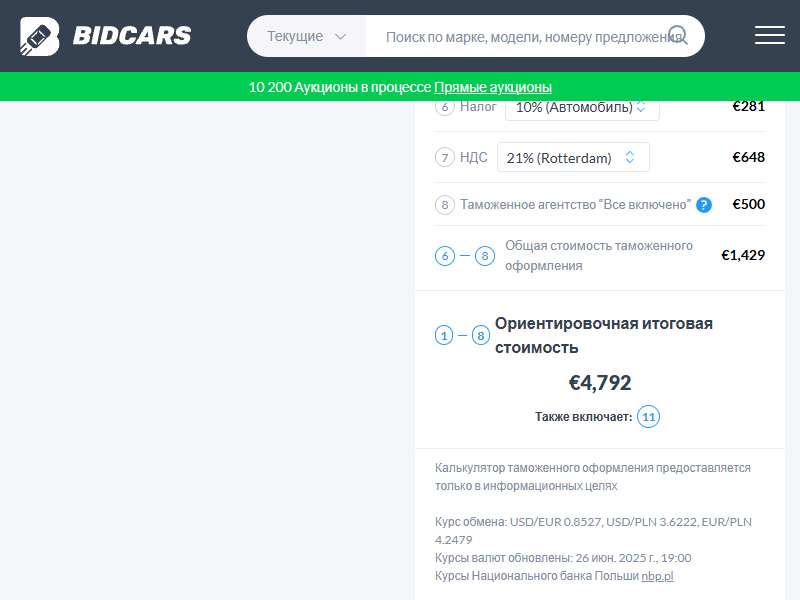 BIDCARS
Текущие
Поиск по марке, модели, номеру предложения
10 200 Аукционы в процессе Прямые аукционы
6 Налог 10% (Автомобиль) €281
7 НДС 21% (Rotterdam) €648
8 Таможенное агентство "Все включено" ? €500
6 – 8 Общая стоимость таможенного
оформления €1,429
1 – 8 Ориентировочная итоговая
стоимость
€4,792
Также включает: 11
Калькулятор таможенного оформления предоставляется
только в информационных целях
Курс обмена: USD/EUR 0.8527, USD/PLN 3.6222, EUR/PLN
4.2479
Курсы валют обновлены: 26 июн. 2025 г., 19:00
Курсы Национального банка Польши nbp.pl